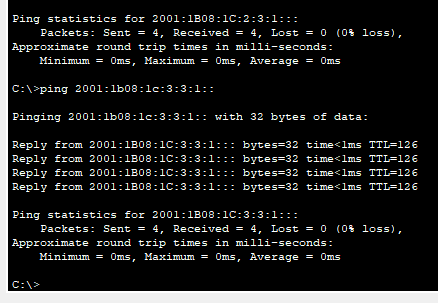 Ping statistics for 2001:1B08:1C:2:3:1:::
Packets: Sent = 4, Received = 4, Lost = 0 (0% loss),
Approximate round trip times in milli-seconds:
Minimum = 0ms, Maximum = 0ms, Average = 0ms
C:\>ping 2001:1b08:1c:3:3:1::
Pinging 2001:1b08:1c:3:3:1:: with 32 bytes of data:
Reply from 2001:1B08:1C:3:3:1::: bytes=32 time<1ms TTL=126
Reply from 2001:1B08:1C:3:3:1::: bytes=32 time<1ms TTL=126
Reply from 2001:1B08:1C:3:3:1::: bytes=32 time<1ms TTL=126
Reply from 2001:1B08:1C:3:3:1::: bytes=32 time<1ms TTL=126
Ping statistics for 2001:1B08:1C:3:3:1:::
Packets: Sent = 4, Received = 4, Lost = 0 (0% loss),
Approximate round trip times in milli-seconds:
Minimum = 0ms, Maximum = 0ms, Average = 0ms
C:\>